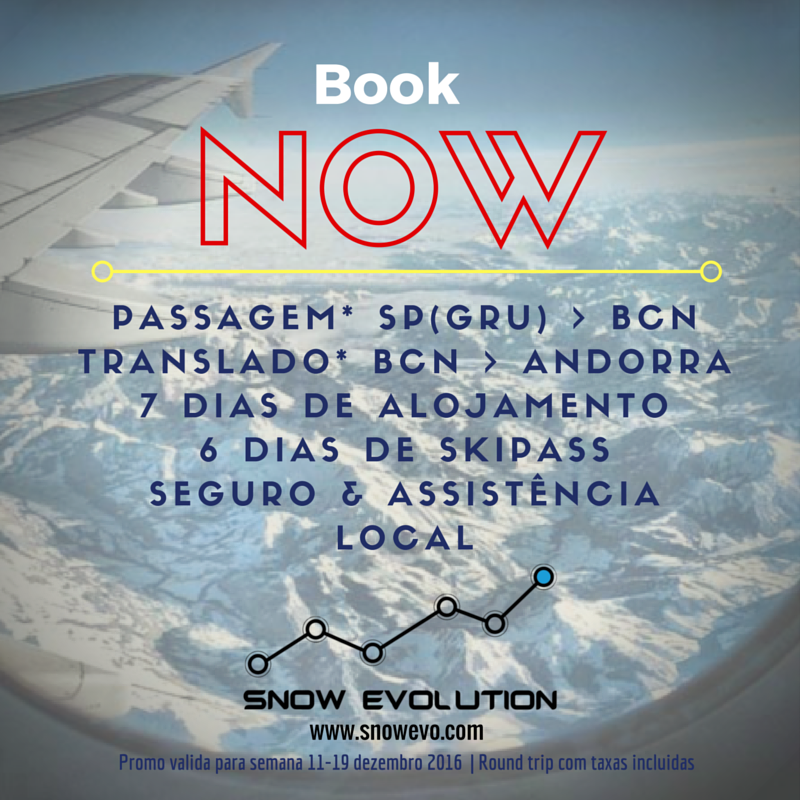 Book
NOW
PASSAGEM* SP(GRU) > BCN
TRANSLADO* BCN > ANDORRA
7 DIAS DE ALOJAMENTO
6 DIAS DE SKIPASS
SEGURO & ASSISTÊNCIA
LOCAL
SNOW EVOLUTION
www.snowevo.com
Promo valida para semana 11-19 dezembro 2016 | Round trip com taxas incluidas